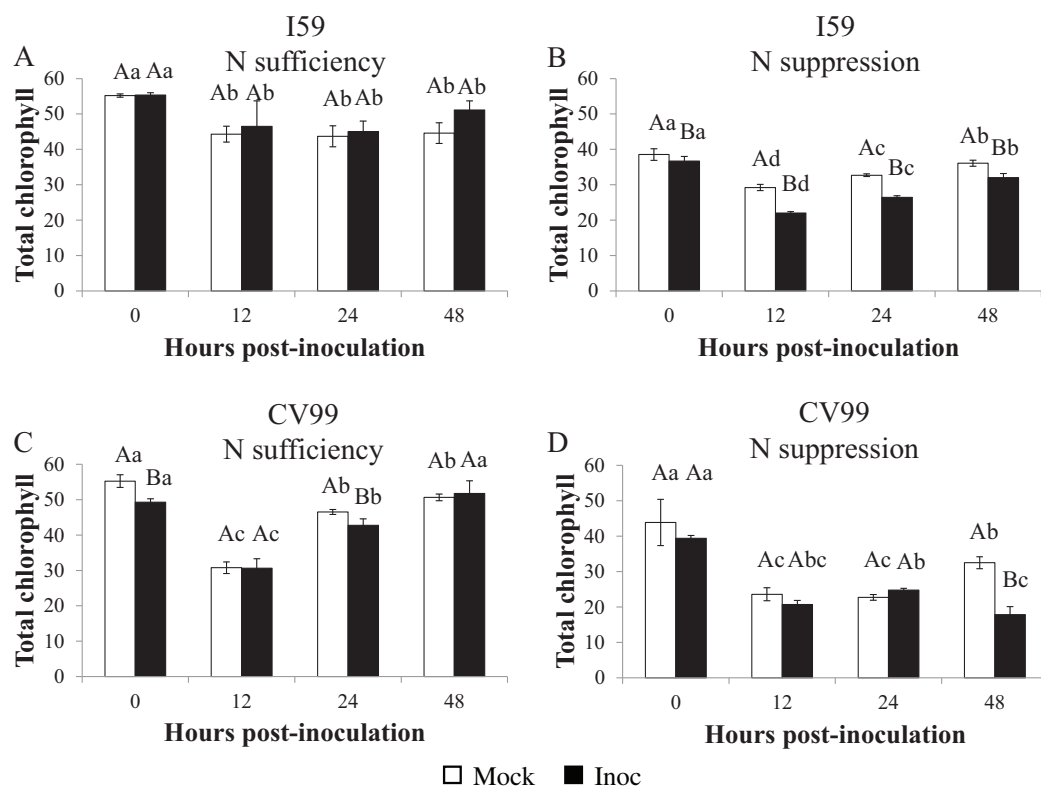 I59
A
N sufficiency
Aa Aa
Ab Ab
Ab Ab
Ab Ab
Total chlorophyll
60
50
40
30
20
10
0
0 12 24 48
Hours post-inoculation
I59
B
N suppression
Aa Ba
Ad Bd
Ac Bc
Ab Bb
Total chlorophyll
60
50
40
30
20
10
0
0 12 24 48
Hours post-inoculation
CV99
C
N sufficiency
Aa Ba
Ac Ac
Ab Bb
Ab Aa
Total chlorophyll
60
50
40
30
20
10
0
0 12 24 48
Hours post-inoculation
CV99
D
N suppression
Aa Aa
Ac Abc
Ac Ab
Ab Bc
Total chlorophyll
60
50
40
30
20
10
0
0 12 24 48
Hours post-inoculation
Mock Inoc